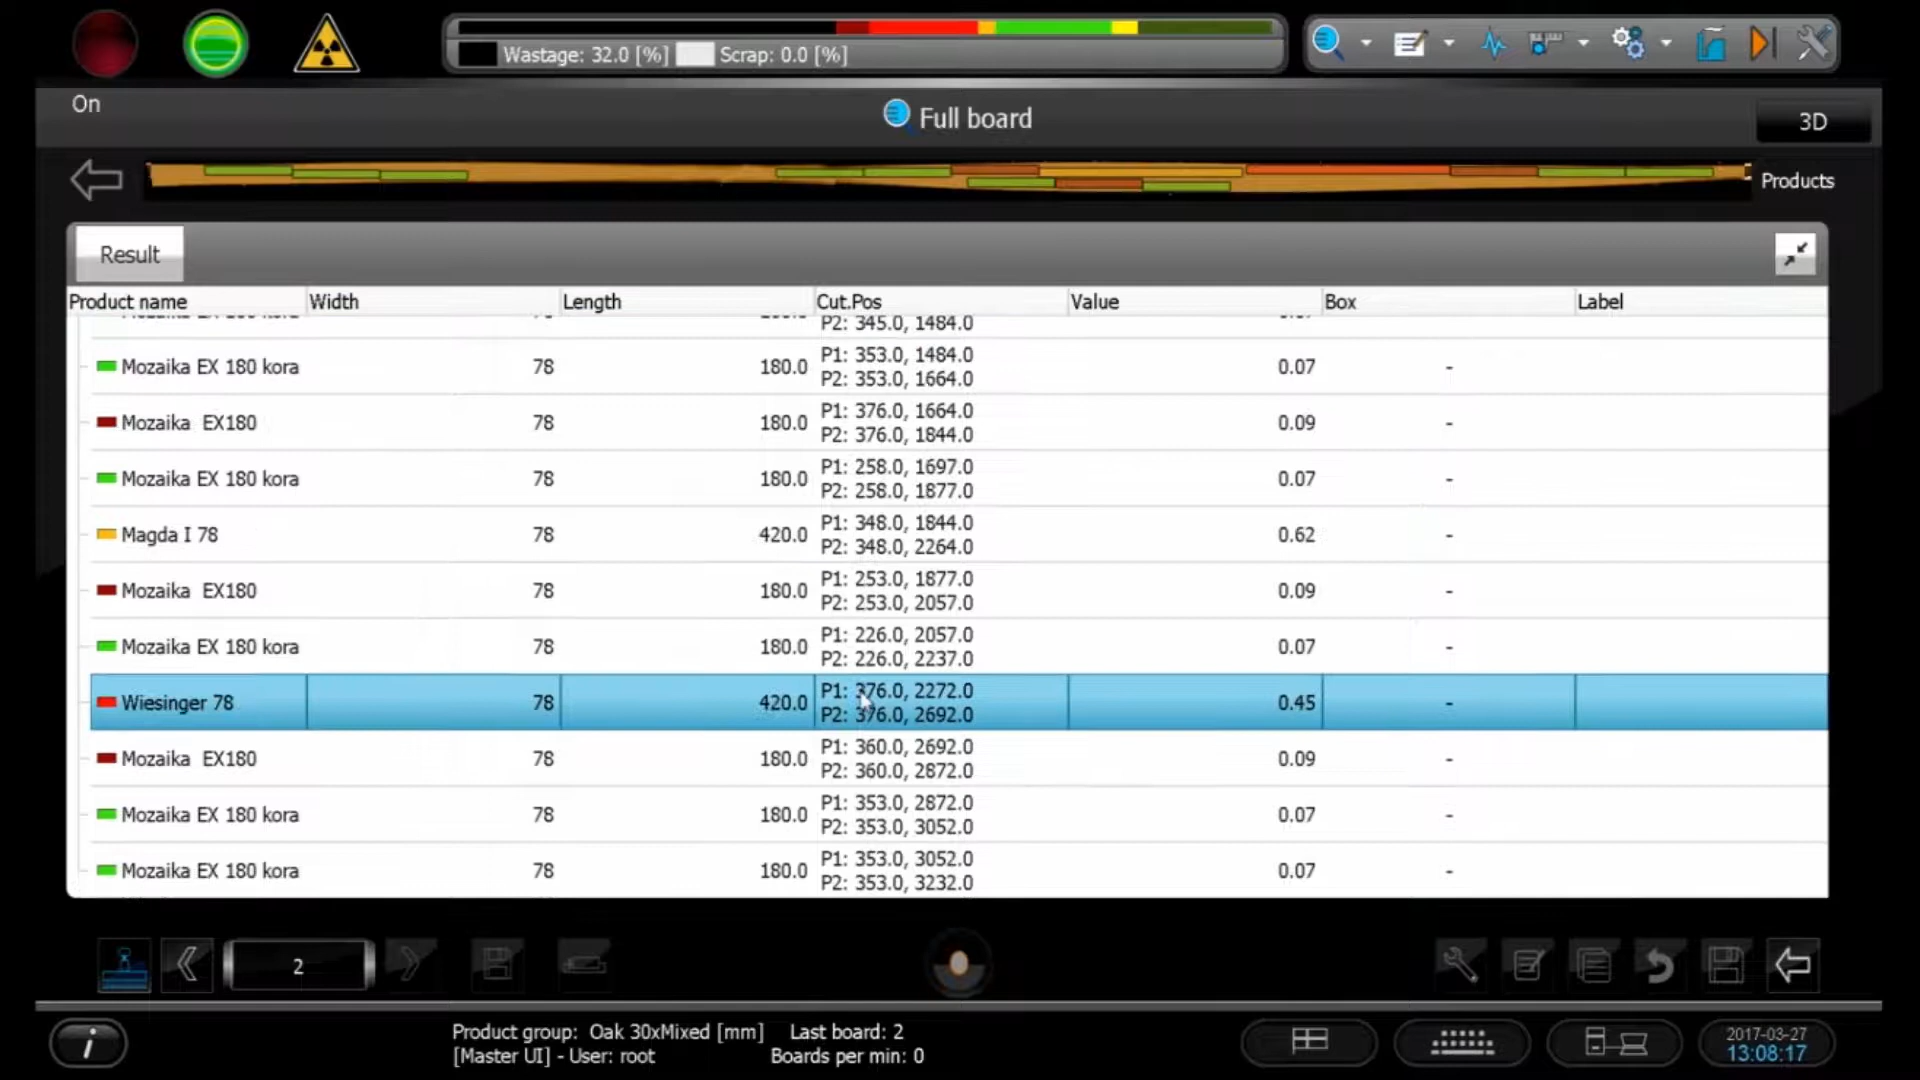 Wastage: 32.0 [%] Scrap: 0.0 [%]
On
Full board
3D
Products
Result
Product name Width Length Cut.Pos Value Box Label
P2: 345.0, 1484.0
Mozaika EX 180 kora 78 180.0 P1: 353.0, 1484.0 0.07 -
P2: 353.0, 1664.0
Mozaika EX180 78 180.0 P1: 376.0, 1664.0 0.09 -
P2: 376.0, 1844.0
Mozaika EX 180 kora 78 180.0 P1: 258.0, 1697.0 0.07 -
P2: 258.0, 1877.0
Magda I 78 78 420.0 P1: 348.0, 1844.0 0.62 -
P2: 348.0, 2264.0
Mozaika EX180 78 180.0 P1: 253.0, 1877.0 0.09 -
P2: 253.0, 2057.0
Mozaika EX 180 kora 78 180.0 P1: 226.0, 2057.0 0.07 -
P2: 226.0, 2237.0
Wiesinger 78 78 420.0 P1: 376.0, 2272.0 0.45 -
P2: 376.0, 2692.0
Mozaika EX180 78 180.0 P1: 360.0, 2692.0 0.09 -
P2: 360.0, 2872.0
Mozaika EX 180 kora 78 180.0 P1: 353.0, 2872.0 0.07 -
P2: 353.0, 3052.0
Mozaika EX 180 kora 78 180.0 P1: 353.0, 3052.0 0.07 -
P2: 353.0, 3232.0
2
i
Product group: Oak 30xMixed [mm] Last board: 2
[Master UI] - User: root Boards per min: 0
2017-03-27
13:08:17